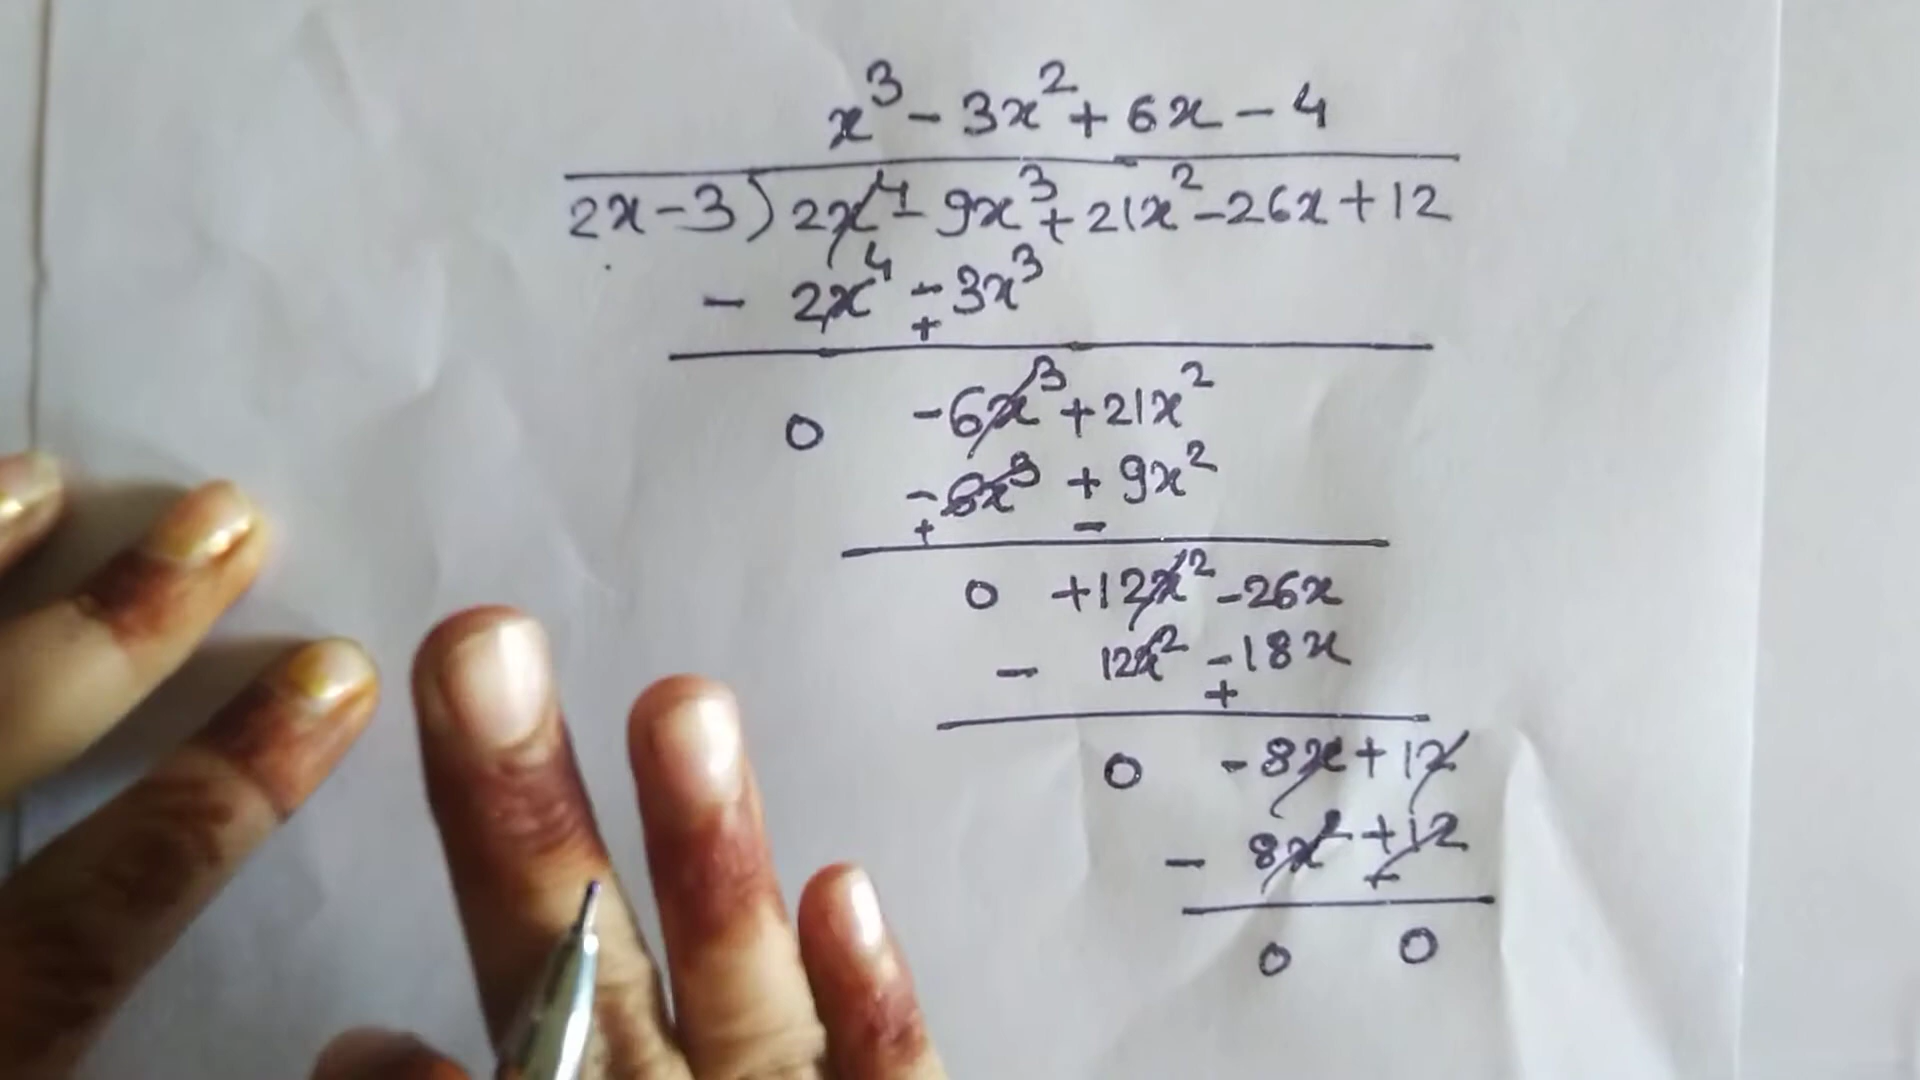 x³ - 3x² + 6x - 4
2x - 3 ) 2x⁴ - 9x³ + 21x² - 26x + 12
- 2x⁴ - 3x³
+
0 - 6x³ + 21x²
- 6x³ + 9x²
+ -
0 + 12x² - 26x
- 12x² - 18x
+
0 - 8x + 12
- 8x² + 12
+
0 0